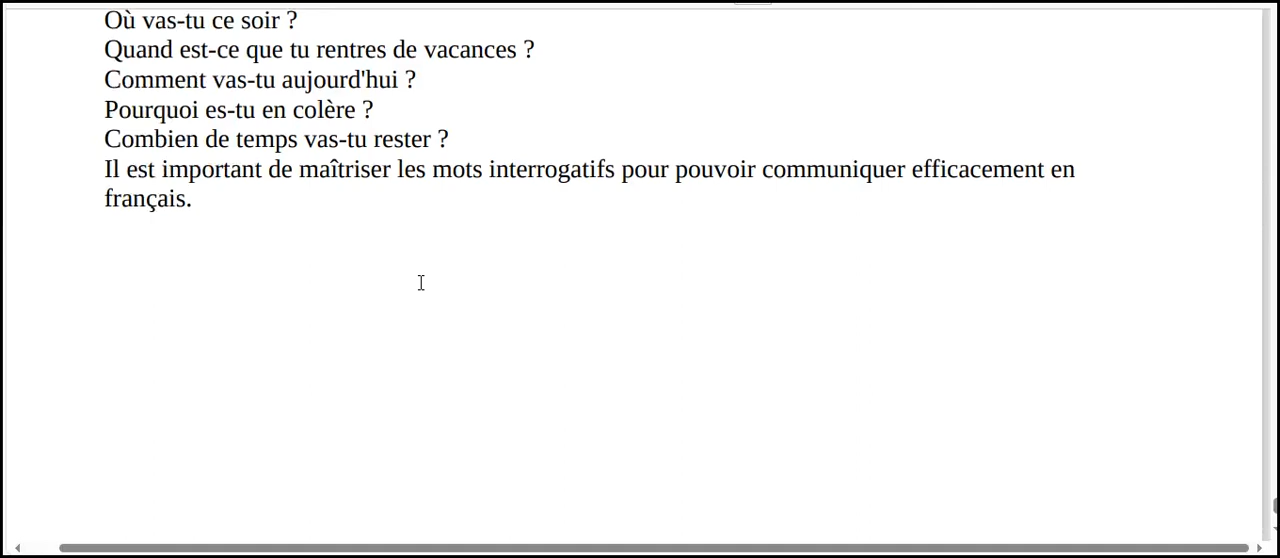 Où vas-tu ce soir ?
Quand est-ce que tu rentres de vacances ?
Comment vas-tu aujourd'hui ?
Pourquoi es-tu en colère ?
Combien de temps vas-tu rester ?
Il est important de maîtriser les mots interrogatifs pour pouvoir communiquer efficacement en
français.